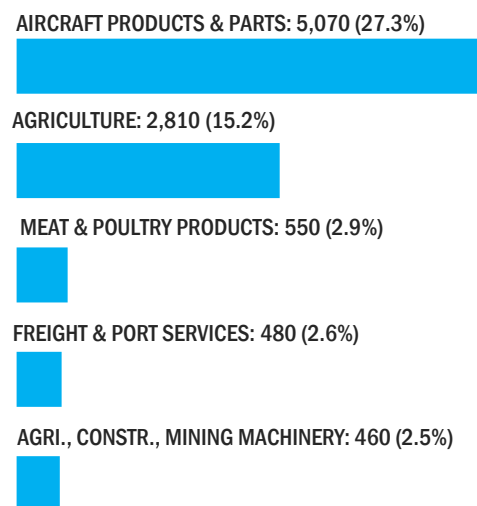 AIRCRAFT PRODUCTS & PARTS: 5,070 (27.3%)
AGRICULTURE: 2,810 (15.2%)
MEAT & POULTRY PRODUCTS: 550 (2.9%)
FREIGHT & PORT SERVICES: 480 (2.6%)
AGRI., CONSTR., MINING MACHINERY: 460 (2.5%)